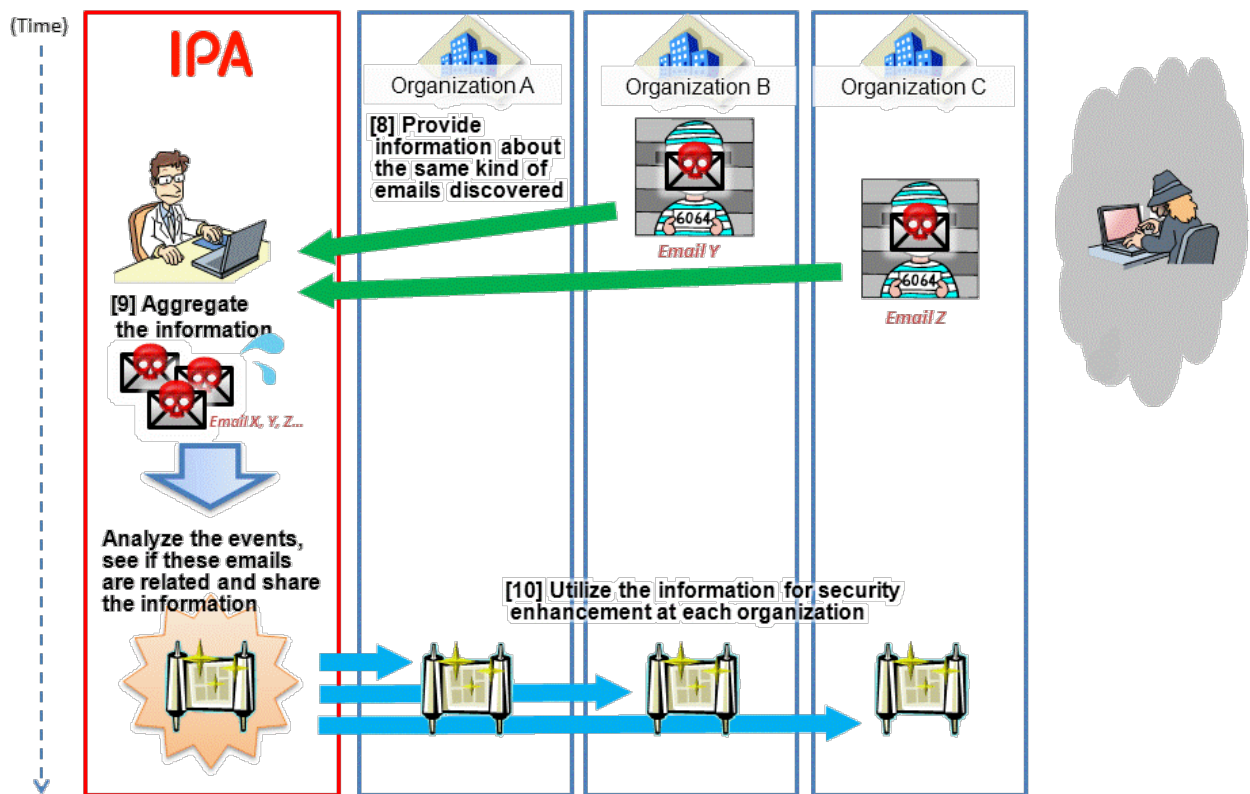 (Time)
IPA
Organization A
Organization B
Organization C
[8] Provide
information about
the same kind of
emails discovered
6064
Email Y
6064
Email Z
[9] Aggregate
the information
Email X, Y, Z...
Analyze the events,
see if these emails
are related and share
the information
[10] Utilize the information for security
enhancement at each organization